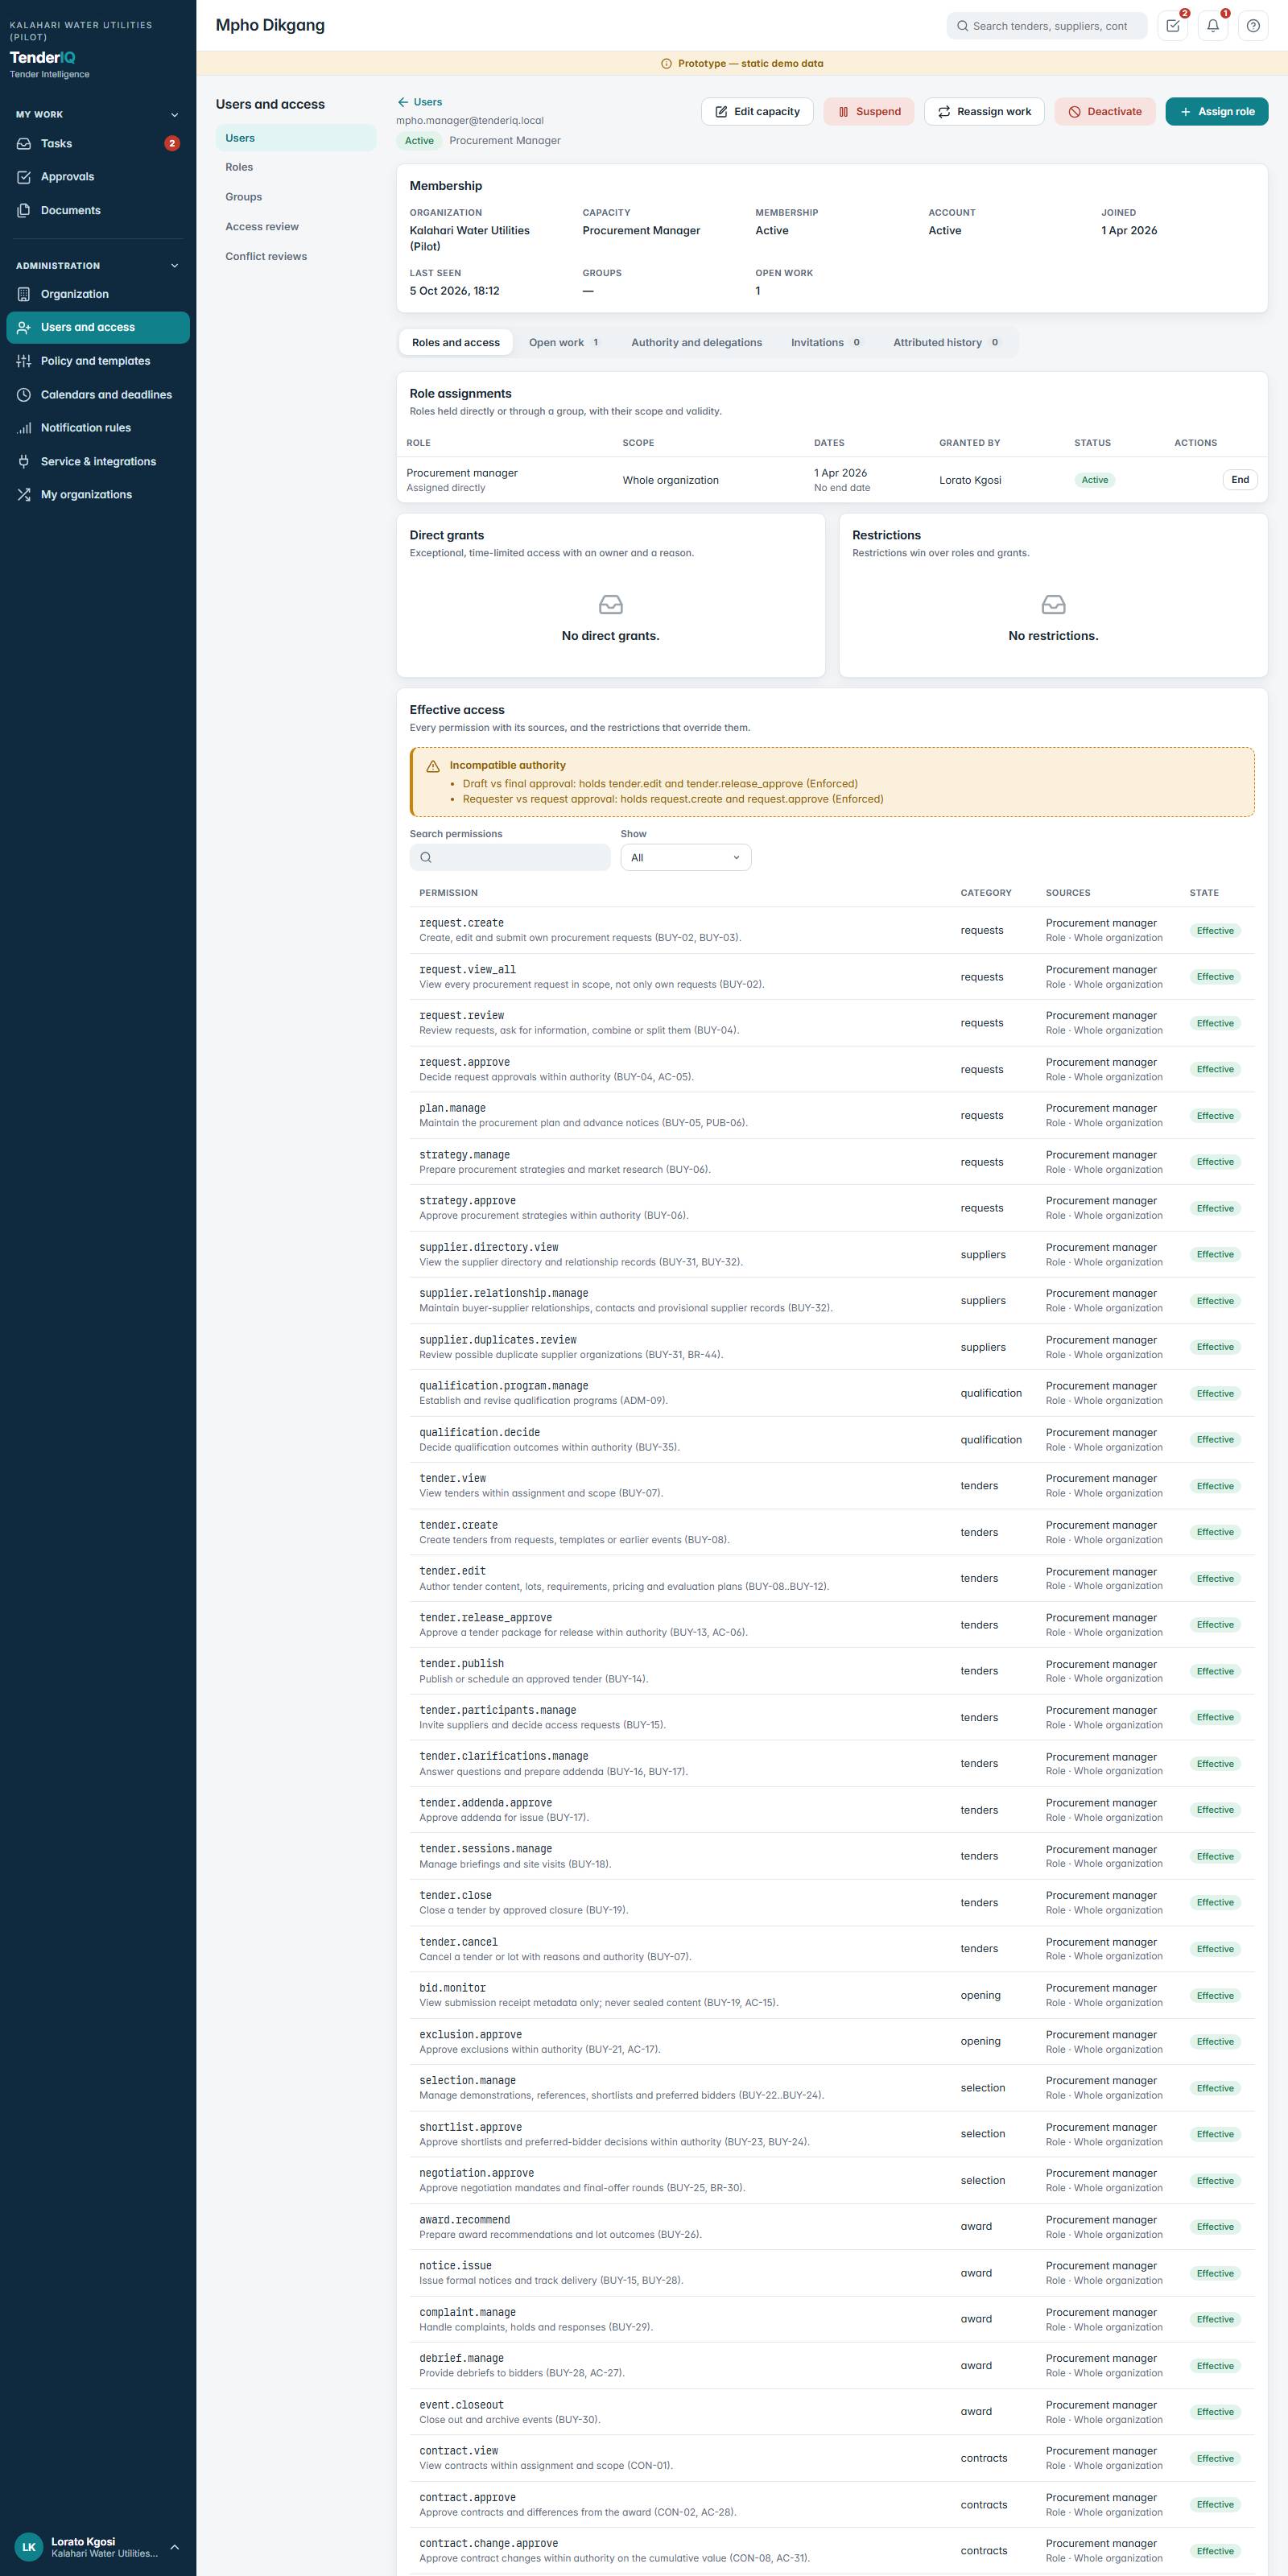 KALAHARI WATER UTILITIES
(PILOT)
TenderIQ
Tender Intelligence
MY WORK
Tasks 2
Approvals
Documents
ADMINISTRATION
Organization
Users and access
Policy and templates
Calendars and deadlines
Notification rules
Service & integrations
My organizations
LK
Lorato Kgosi
Kalahari Water Utilities...
Mpho Dikgang
Search tenders, suppliers, cont
2
1
Prototype — static demo data
Users and access
Users
Roles
Groups
Access review
Conflict reviews
Users
mpho.manager@tenderiq.local
Active Procurement Manager
Edit capacity
Suspend
Reassign work
Deactivate
Assign role
Membership
ORGANIZATION CAPACITY MEMBERSHIP ACCOUNT JOINED
Kalahari Water Utilities Procurement Manager Active Active 1 Apr 2026
(Pilot)
LAST SEEN GROUPS OPEN WORK
5 Oct 2026, 18:12 — 1
Roles and access Open work 1 Authority and delegations Invitations 0 Attributed history 0
Role assignments
Roles held directly or through a group, with their scope and validity.
ROLE SCOPE DATES GRANTED BY STATUS ACTIONS
Procurement manager Whole organization 1 Apr 2026 Lorato Kgosi Active End
Assigned directly No end date
Direct grants
Exceptional, time-limited access with an owner and a reason.
No direct grants.
Restrictions
Restrictions win over roles and grants.
No restrictions.
Effective access
Every permission with its sources, and the restrictions that override them.
Incompatible authority
• Draft vs final approval: holds tender.edit and tender.release_approve (Enforced)
• Requester vs request approval: holds request.create and request.approve (Enforced)
Search permissions Show
All
PERMISSION CATEGORY SOURCES STATE
request.create requests Procurement manager Effective
Create, edit and submit own procurement requests (BUY-02, BUY-03). Role · Whole organization
request.view_all requests Procurement manager Effective
View every procurement request in scope, not only own requests (BUY-02). Role · Whole organization
request.review requests Procurement manager Effective
Review requests, ask for information, combine or split them (BUY-04). Role · Whole organization
request.approve requests Procurement manager Effective
Decide request approvals within authority (BUY-04, AC-05). Role · Whole organization
plan.manage requests Procurement manager Effective
Maintain the procurement plan and advance notices (BUY-05, PUB-06). Role · Whole organization
strategy.manage requests Procurement manager Effective
Prepare procurement strategies and market research (BUY-06). Role · Whole organization
strategy.approve requests Procurement manager Effective
Approve procurement strategies within authority (BUY-06). Role · Whole organization
supplier.directory.view suppliers Procurement manager Effective
View the supplier directory and relationship records (BUY-31, BUY-32). Role · Whole organization
supplier.relationship.manage suppliers Procurement manager Effective
Maintain buyer-supplier relationships, contacts and provisional supplier records (BUY-32). Role · Whole organization
supplier.duplicates.review suppliers Procurement manager Effective
Review possible duplicate supplier organizations (BUY-31, BR-44). Role · Whole organization
qualification.program.manage qualification Procurement manager Effective
Establish and revise qualification programs (ADM-09). Role · Whole organization
qualification.decide qualification Procurement manager Effective
Decide qualification outcomes within authority (BUY-35). Role · Whole organization
tender.view tenders Procurement manager Effective
View tenders within assignment and scope (BUY-07). Role · Whole organization
tender.create tenders Procurement manager Effective
Create tenders from requests, templates or earlier events (BUY-08). Role · Whole organization
tender.edit tenders Procurement manager Effective
Author tender content, lots, requirements, pricing and evaluation plans (BUY-08..BUY-12). Role · Whole organization
tender.release_approve tenders Procurement manager Effective
Approve a tender package for release within authority (BUY-13, AC-06). Role · Whole organization
tender.publish tenders Procurement manager Effective
Publish or schedule an approved tender (BUY-14). Role · Whole organization
tender.participants.manage tenders Procurement manager Effective
Invite suppliers and decide access requests (BUY-15). Role · Whole organization
tender.clarifications.manage tenders Procurement manager Effective
Answer questions and prepare addenda (BUY-16, BUY-17). Role · Whole organization
tender.addenda.approve tenders Procurement manager Effective
Approve addenda for issue (BUY-17). Role · Whole organization
tender.sessions.manage tenders Procurement manager Effective
Manage briefings and site visits (BUY-18). Role · Whole organization
tender.close tenders Procurement manager Effective
Close a tender by approved closure (BUY-19). Role · Whole organization
tender.cancel tenders Procurement manager Effective
Cancel a tender or lot with reasons and authority (BUY-07). Role · Whole organization
bid.monitor opening Procurement manager Effective
View submission receipt metadata only; never sealed content (BUY-19, AC-15). Role · Whole organization
exclusion.approve opening Procurement manager Effective
Approve exclusions within authority (BUY-21, AC-17). Role · Whole organization
selection.manage selection Procurement manager Effective
Manage demonstrations, references, shortlists and preferred bidders (BUY-22..BUY-24). Role · Whole organization
shortlist.approve selection Procurement manager Effective
Approve shortlists and preferred-bidder decisions within authority (BUY-23, BUY-24). Role · Whole organization
negotiation.approve selection Procurement manager Effective
Approve negotiation mandates and final-offer rounds (BUY-25, BR-30). Role · Whole organization
award.recommend award Procurement manager Effective
Prepare award recommendations and lot outcomes (BUY-26). Role · Whole organization
notice.issue award Procurement manager Effective
Issue formal notices and track delivery (BUY-15, BUY-28). Role · Whole organization
complaint.manage award Procurement manager Effective
Handle complaints, holds and responses (BUY-29). Role · Whole organization
debrief.manage award Procurement manager Effective
Provide debriefs to bidders (BUY-28, AC-27). Role · Whole organization
event.closeout award Procurement manager Effective
Close out and archive events (BUY-30). Role · Whole organization
contract.view contracts Procurement manager Effective
View contracts within assignment and scope (CON-01). Role · Whole organization
contract.approve contracts Procurement manager Effective
Approve contracts and differences from the award (CON-02, AC-28). Role · Whole organization
contract.change.approve contracts Procurement manager Effective
Approve contract changes within authority on the cumulative value (CON-08, AC-31). Role · Whole organization